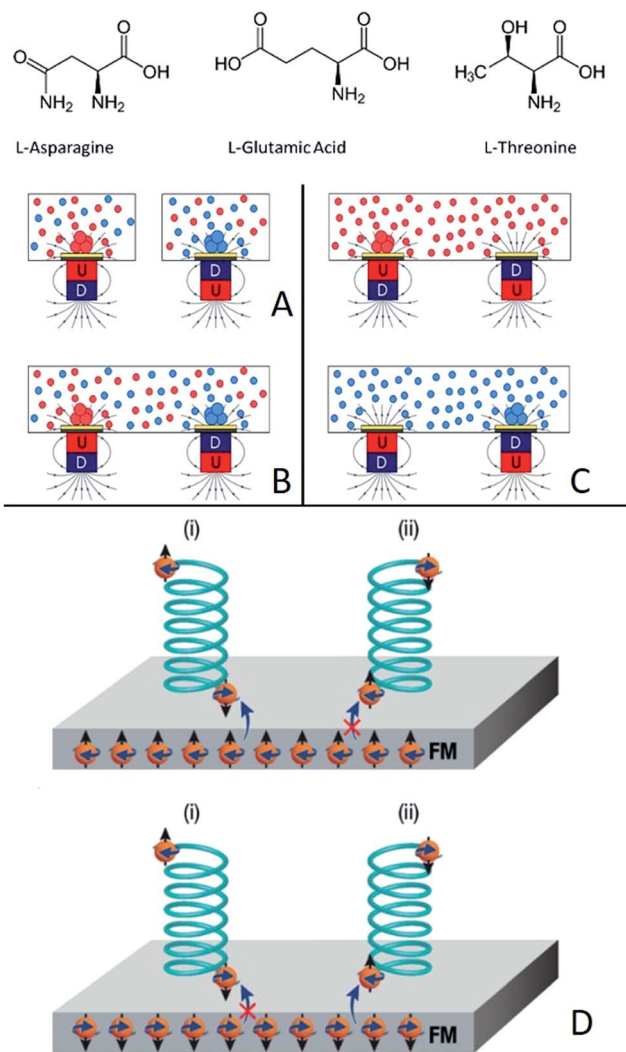 O
O
OH
NH₂ NH₂
O
O
HO
OH
NH₂
OH
O
H₃C
OH
NH₂
L-Asparagine
L-Glutamic Acid
L-Threonine
U
D
D
U
A
U
D
D
U
B
U
D
D
U
U
D
D
U
C
(i)
(ii)
FM
(i)
(ii)
FM
D